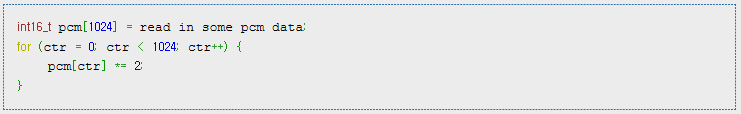 int16_t pcm[1024] = read in some pcm data;
for (ctr = 0; ctr < 1024; ctr++) {
pcm[ctr] *= 2;
}